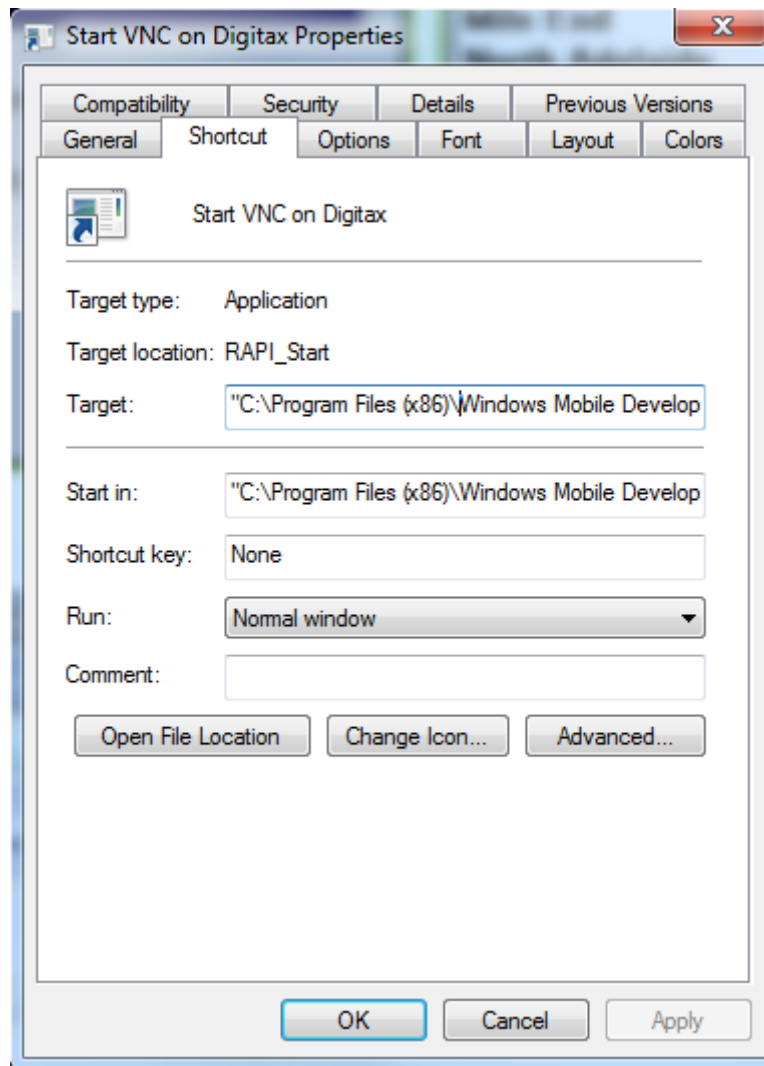 Start VNC on Digitax Properties
Compatibility Security Details Previous Versions
General Shortcut Options Font Layout Colors
Start VNC on Digitax
Target type: Application
Target location: RAPI_Start
Target: "C:\Program Files (x86)\Windows Mobile Develop
Start in: "C:\Program Files (x86)\Windows Mobile Develop
Shortcut key: None
Run: Normal window
Comment:
Open File Location Change Icon... Advanced...
OK Cancel Apply